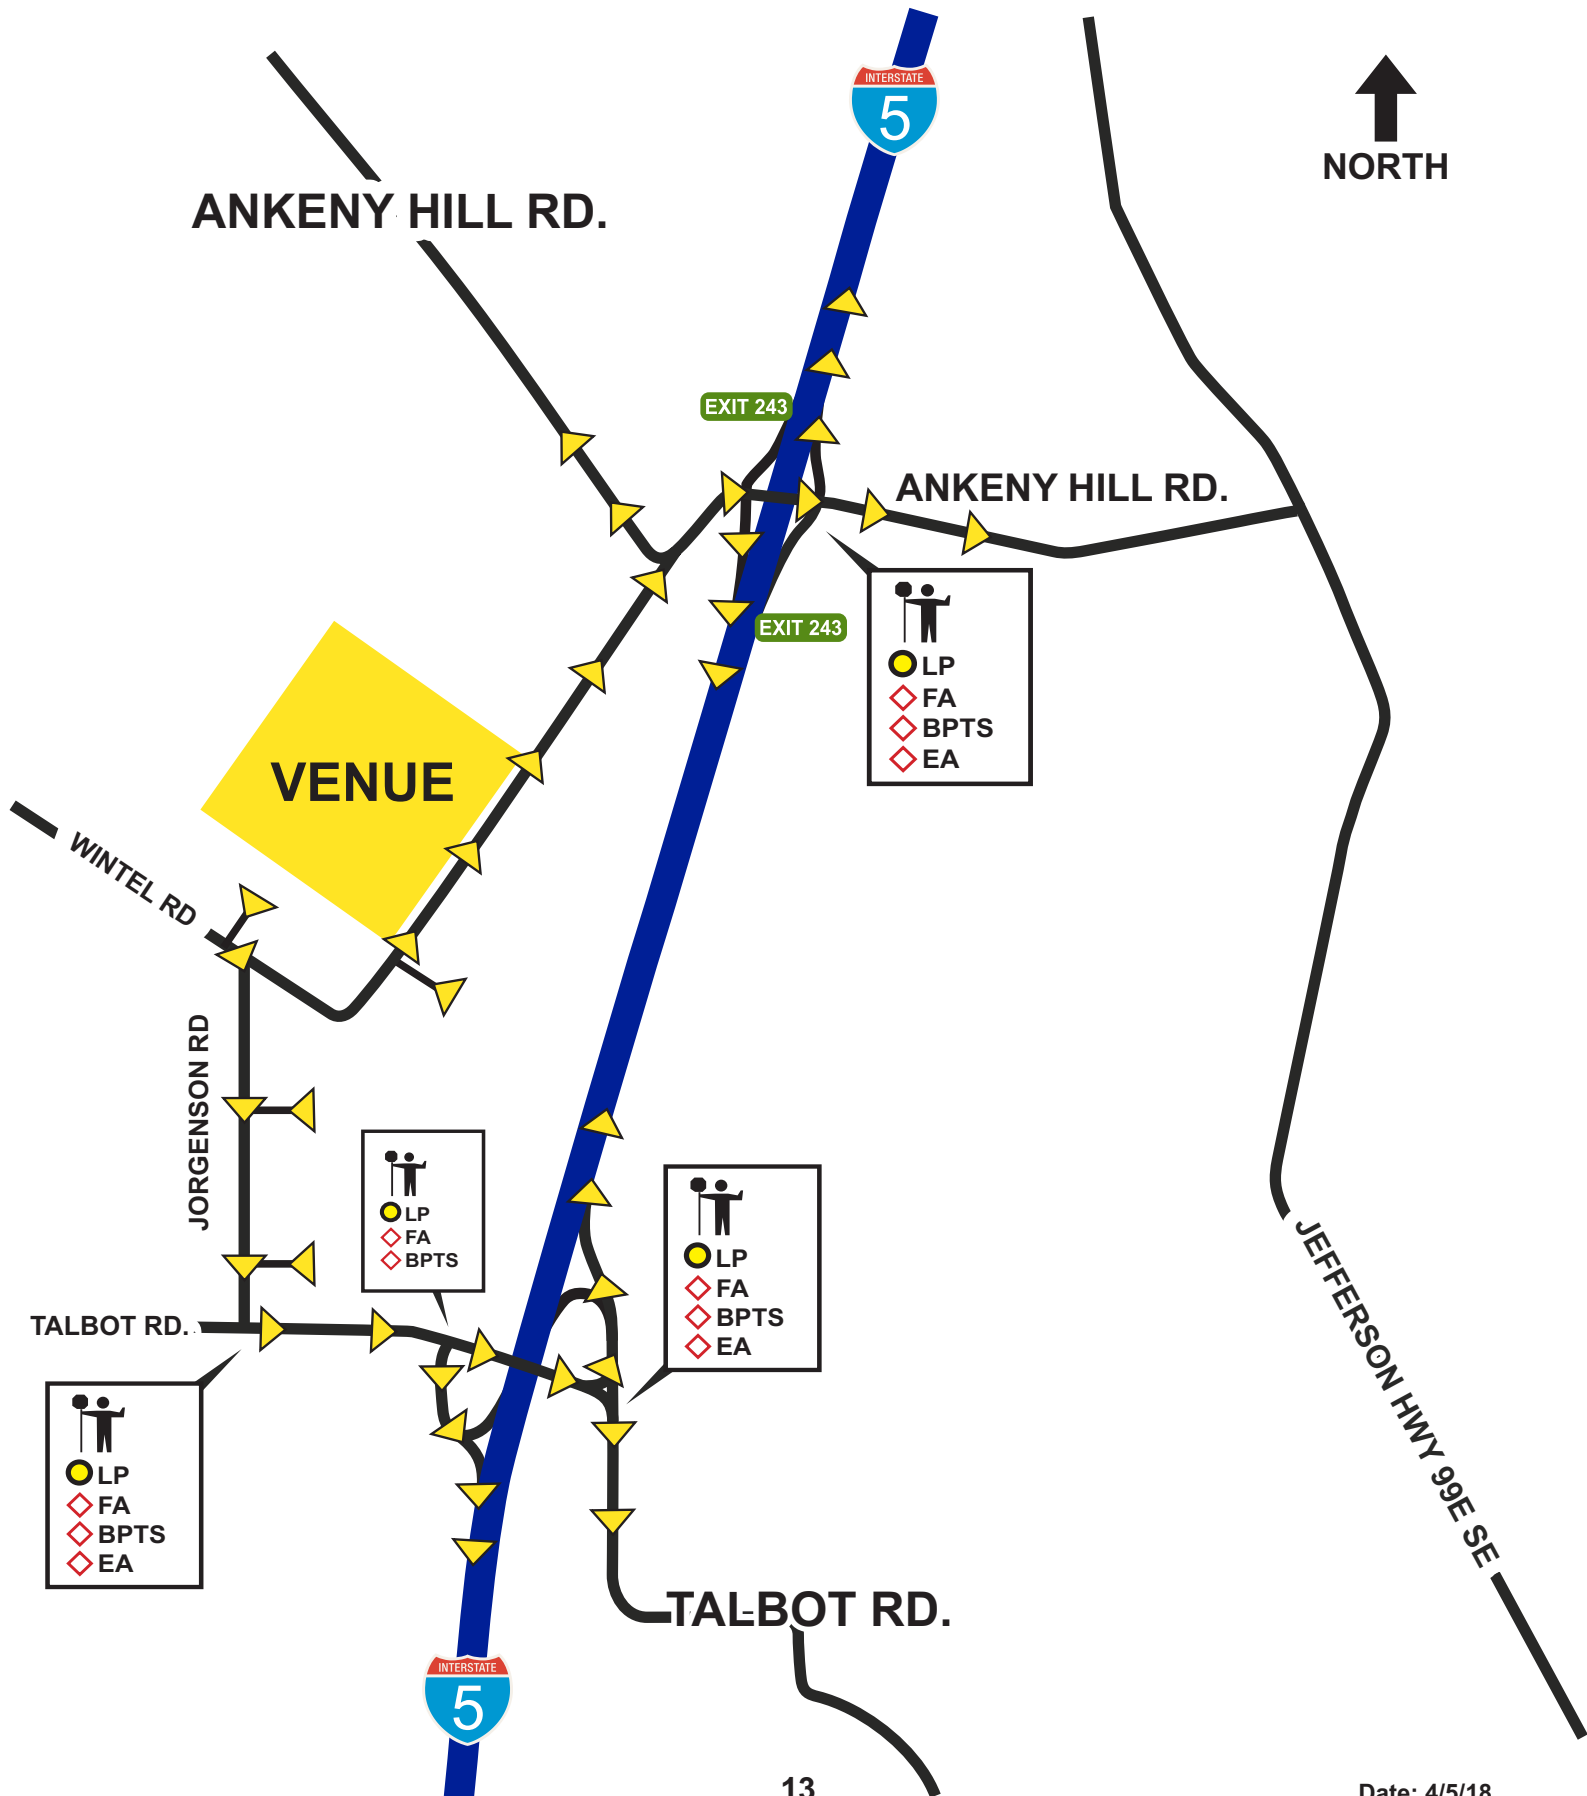 INTERSTATE
5
NORTH
ANKENY HILL RD.
EXIT 243
ANKENY HILL RD.
EXIT 243
LP
FA
BPTS
EA
VENUE
WINTEL RD
JORGENSON RD
LP
FA
BPTS
LP
FA
BPTS
EA
TALBOT RD.
JEFFERSON HWY 99E SE
LP
FA
BPTS
EA
TALBOT RD.
INTERSTATE
5
13
Date: 4/5/18